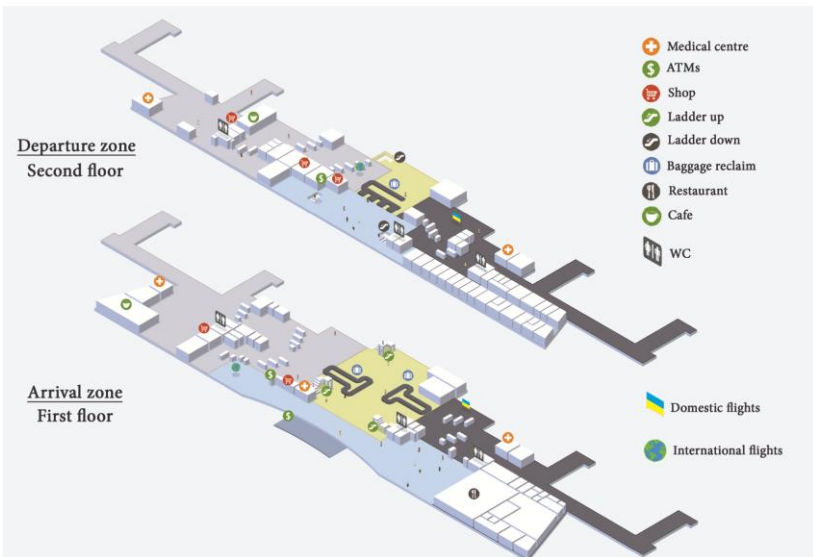 Departure zone
Second floor
Arrival zone
First floor
Medical centre
$ ATMs
Shop
Ladder up
Ladder down
Baggage reclaim
Restaurant
Cafe
WC
Domestic flights
International flights
$
$
$